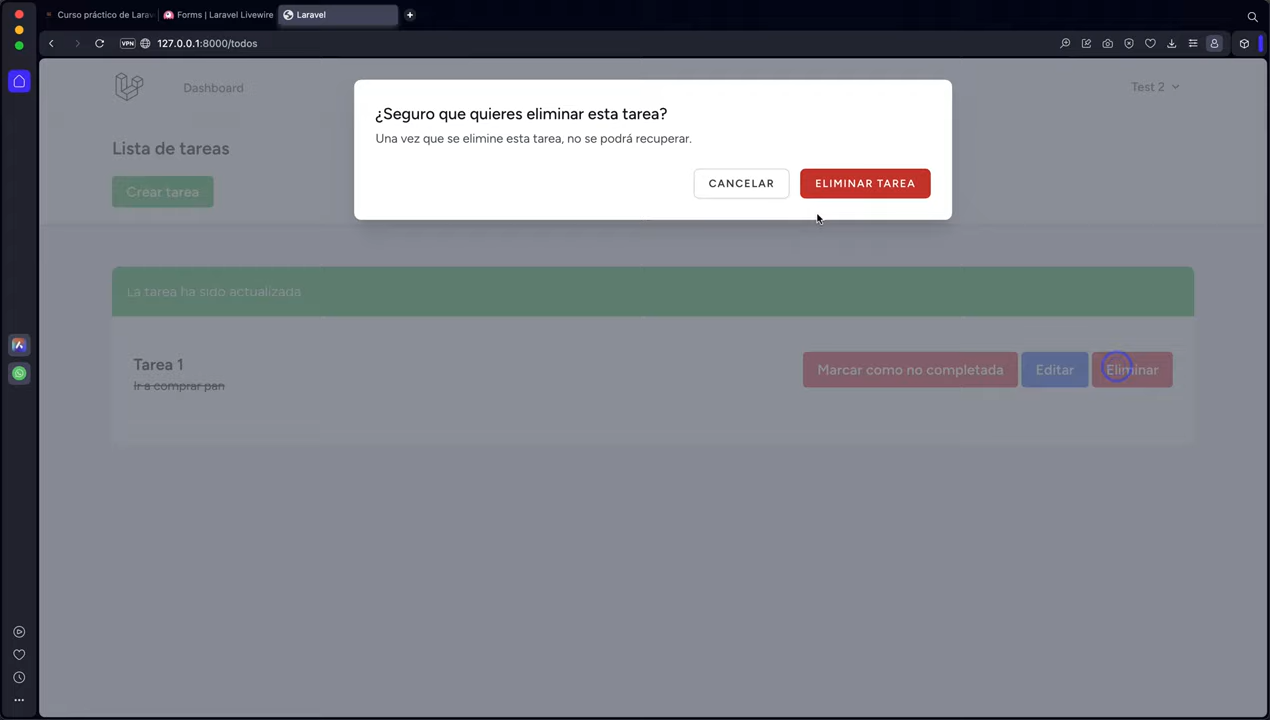 Curso práctico de Larav
Forms | Laravel Livewire
Laravel
VPN
127.0.0.1:8000/todos
Dashboard
Test 2
¿Seguro que quieres eliminar esta tarea?
Una vez que se elimine esta tarea, no se podrá recuperar.
CANCELAR
ELIMINAR TAREA
Lista de tareas
Crear tarea
La tarea ha sido actualizada
Tarea 1
Ir a comprar pan
Marcar como no completada
Editar
Eliminar